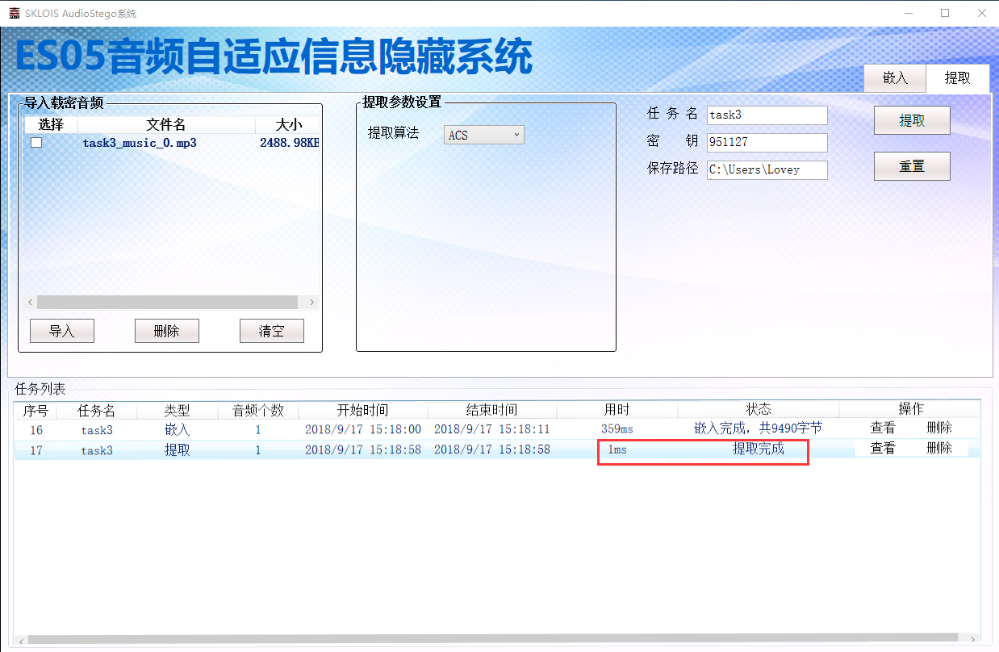 SKLOIS AudioStego系统
ES05音频自适应信息隐藏系统
嵌入 提取
导入载密音频
选择 文件名 大小
task3_music_0.mp3 2488.98KB
导入 删除 清空
提取参数设置
提取算法 ACS
任 务 名 task3
密 钥 951127
保存路径 C:\Users\Lovey
提取
重置
任务列表
序号 任务名 类型 音频个数 开始时间 结束时间 用时 状态 操作
16 task3 嵌入 1 2018/9/17 15:18:00 2018/9/17 15:18:11 359ms 嵌入完成，共9490字节 查看 删除
17 task3 提取 1 2018/9/17 15:18:58 2018/9/17 15:18:58 1ms 提取完成 查看 删除